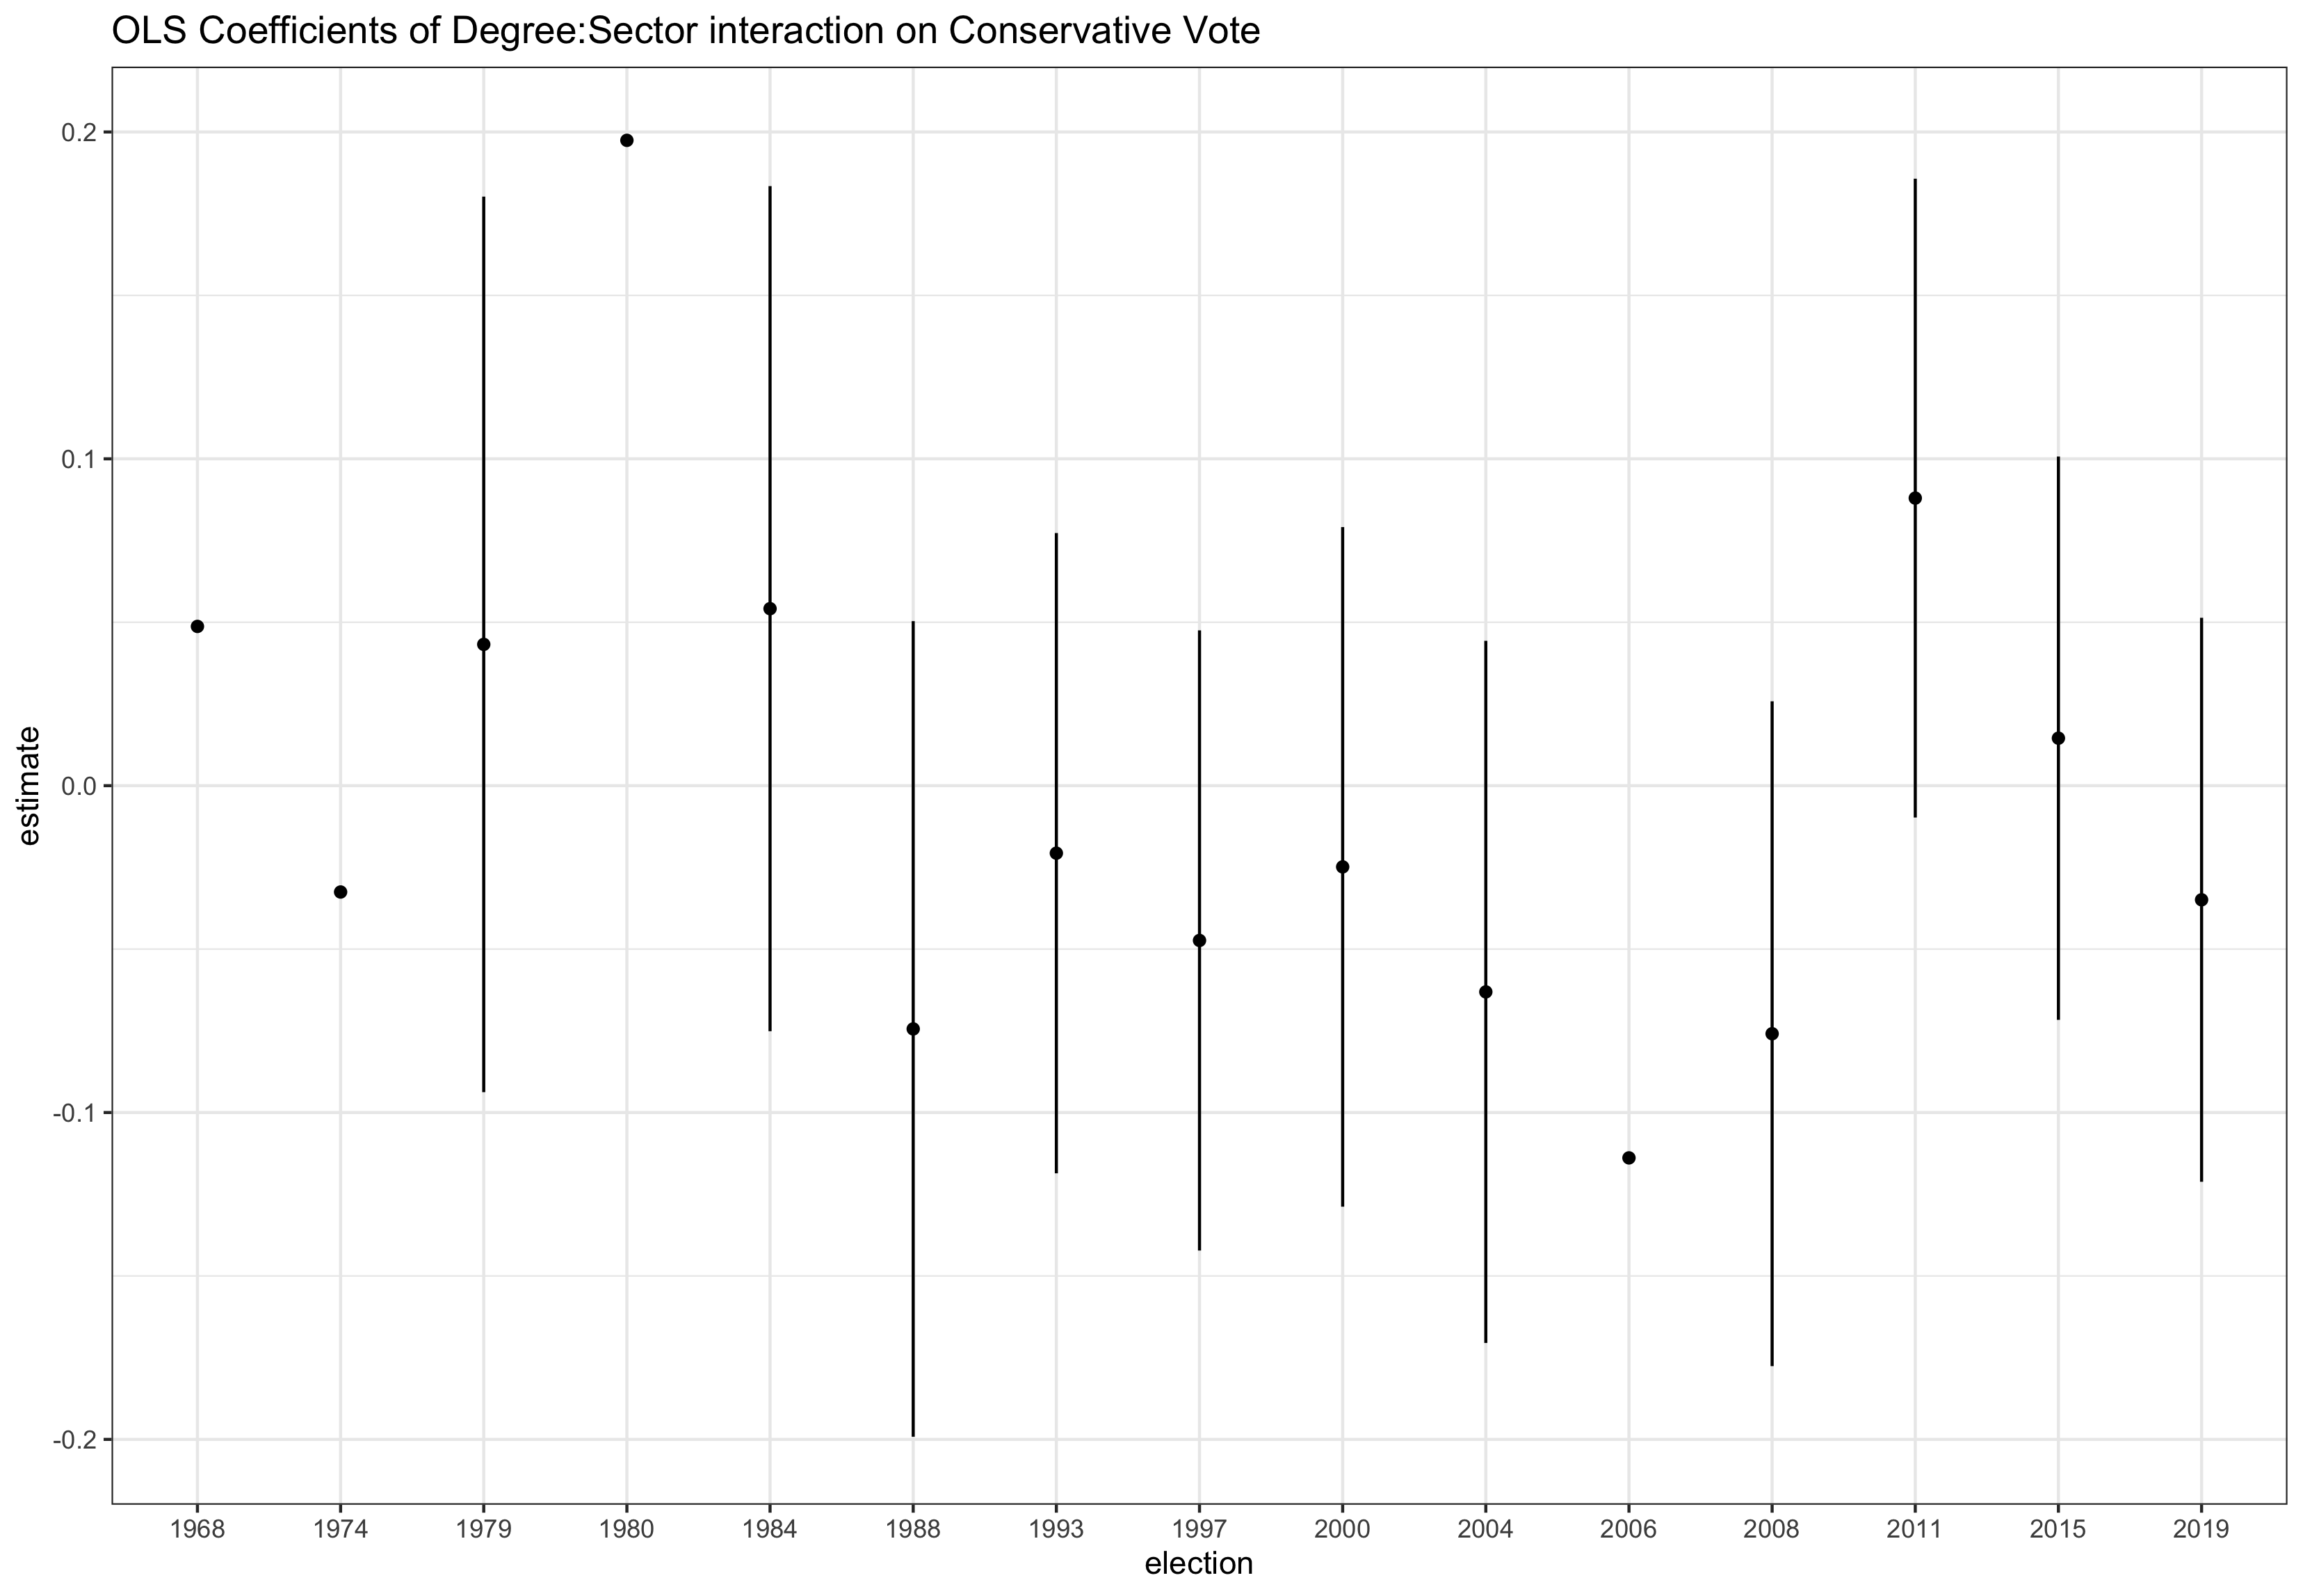 OLS Coefficients of Degree:Sector interaction on Conservative Vote
0.2
0.1
0.0
-0.1
-0.2
estimate
1968 1974 1979 1980 1984 1988 1993 1997 2000 2004 2006 2008 2011 2015 2019
election